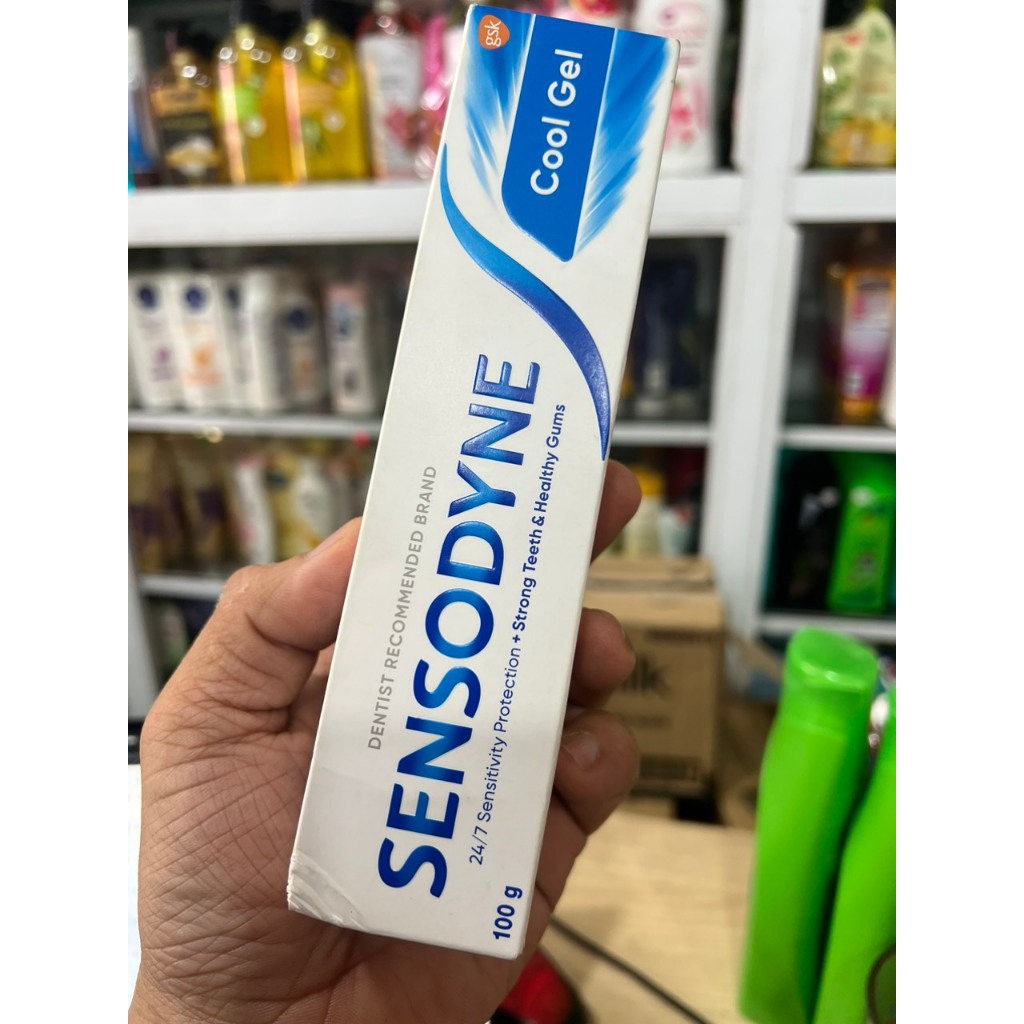 gsk
Cool Gel
DENTIST RECOMMENDED BRAND
SENSODYNE
24/7 Sensitivity Protection + Strong Teeth & Healthy Gums
100 g